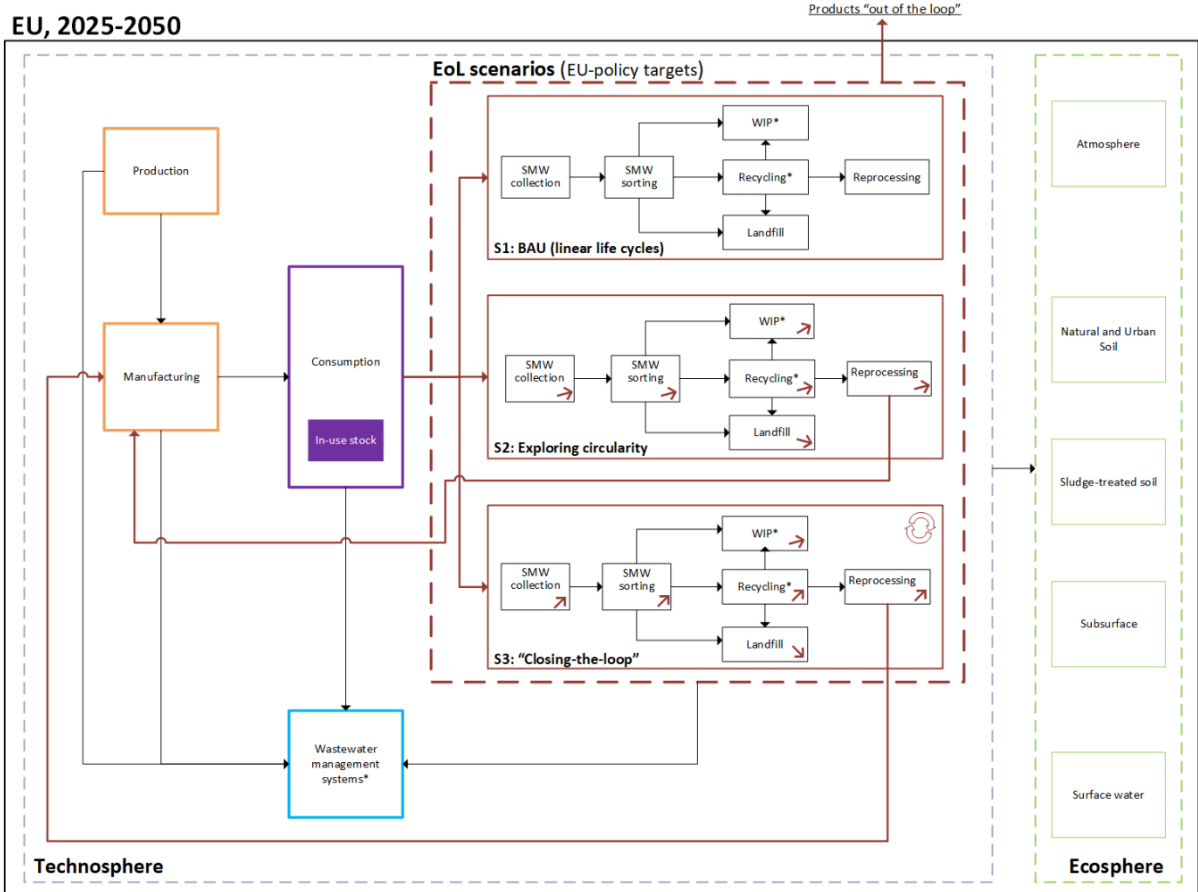 Products “out of the loop”
EU, 2025-2050
EoL scenarios (EU-policy targets)
Production
Manufacturing
Consumption
In-use stock
Wastewater
management
systems*
WIP*
SMW
collection
SMW
sorting
Recycling*
Reprocessing
Landfill
S1: BAU (linear life cycles)
WIP*
SMW
collection
SMW
sorting
Recycling*
Reprocessing
Landfill
S2: Exploring circularity
WIP*
SMW
collection
SMW
sorting
Recycling*
Reprocessing
Landfill
S3: “Closing-the-loop”
Technosphere
Atmosphere
Natural and Urban
Soil
Sludge-treated soil
Subsurface
Surface water
Ecosphere